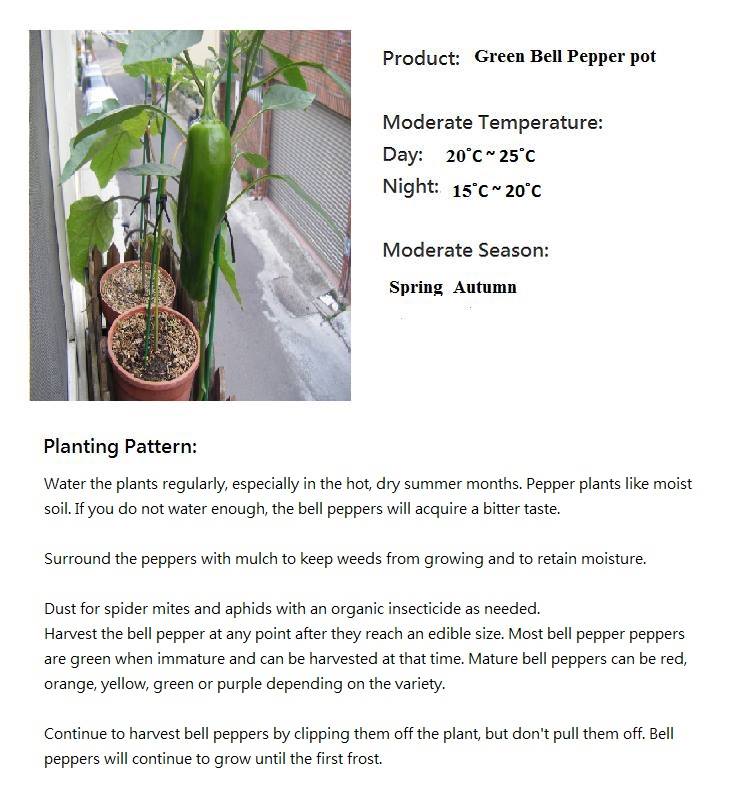 Product: Green Bell Pepper pot
Moderate Temperature:
Day: 20°C ~ 25°C
Night: 15°C ~ 20°C
Moderate Season:
Spring Autumn
Planting Pattern:
Water the plants regularly, especially in the hot, dry summer months. Pepper plants like moist
soil. If you do not water enough, the bell peppers will acquire a bitter taste.
Surround the peppers with mulch to keep weeds from growing and to retain moisture.
Dust for spider mites and aphids with an organic insecticide as needed.
Harvest the bell pepper at any point after they reach an edible size. Most bell pepper peppers
are green when immature and can be harvested at that time. Mature bell peppers can be red,
orange, yellow, green or purple depending on the variety.
Continue to harvest bell peppers by clipping them off the plant, but don't pull them off. Bell
peppers will continue to grow until the first frost.